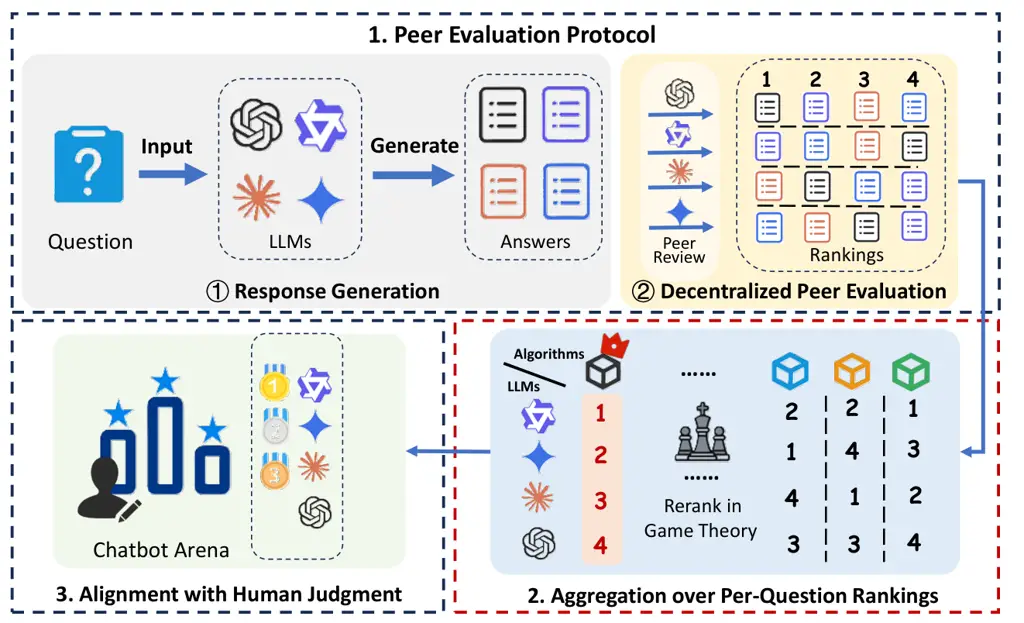 1. Peer Evaluation Protocol
Input
Generate
Question
LLMs
Answers
① Response Generation
1 2 3 4
Peer
Review
Rankings
② Decentralized Peer Evaluation
Algorithms
LLMs
......
1 2 2 1
2 1 4 3
3 4 1 2
4 3 3 4
......
Rerank in
Game Theory
2. Aggregation over Per-Question Rankings
1
2
3
Chatbot Arena
3. Alignment with Human Judgment